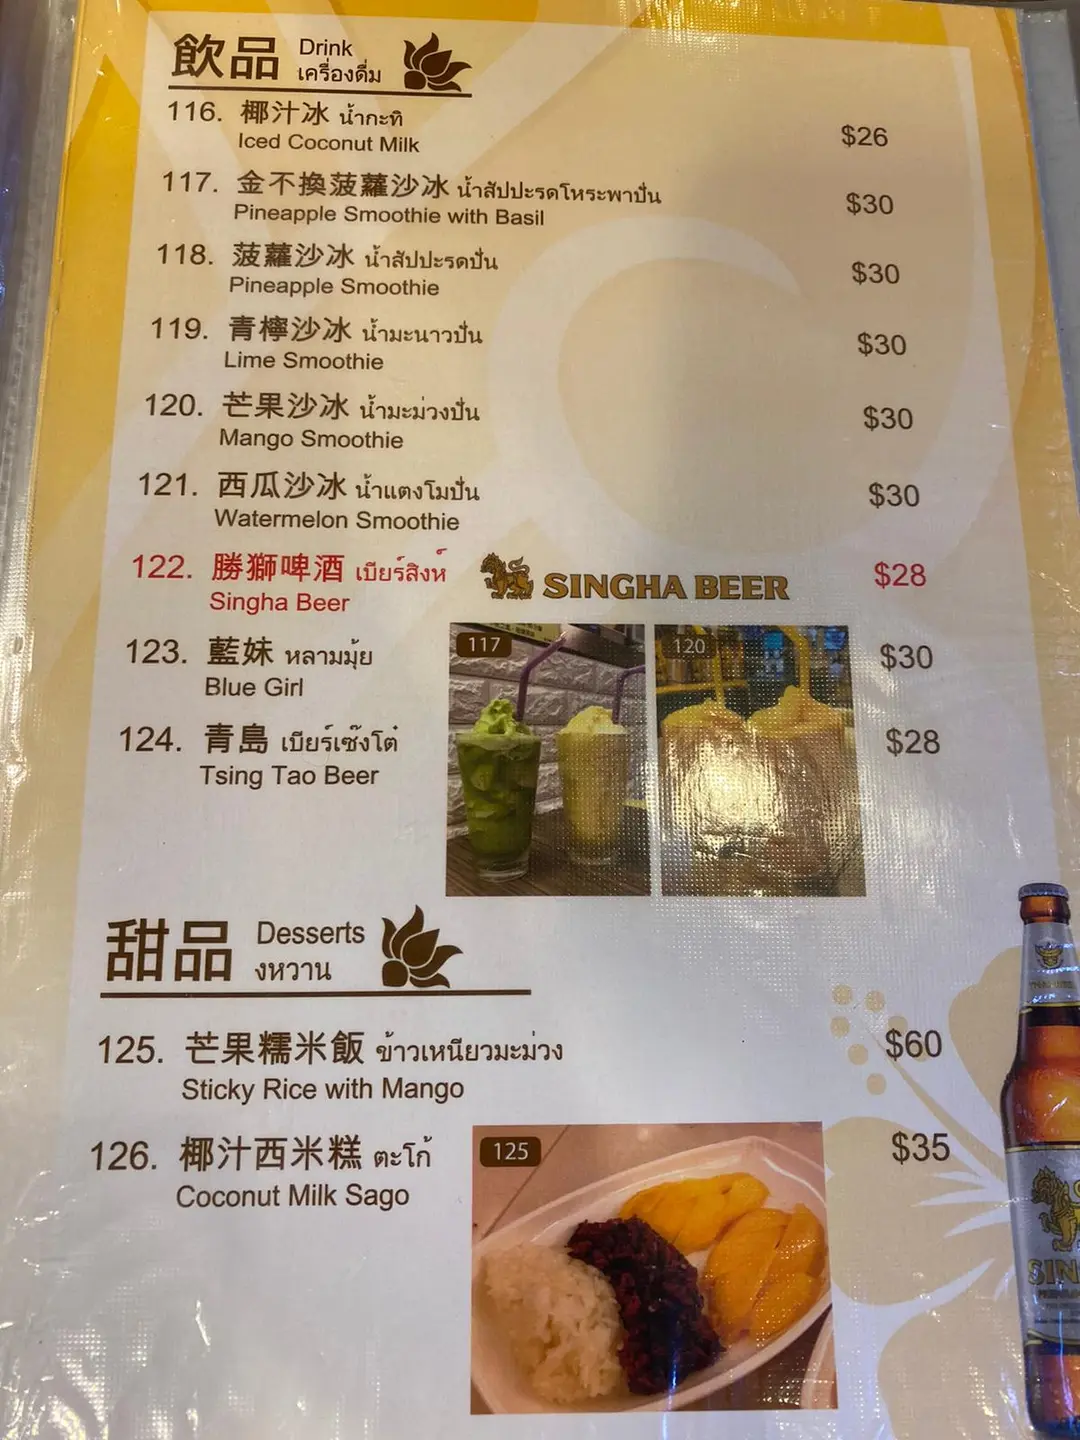 飲品 Drink
เครื่องดื่ม
116. 椰汁冰 น้ำกะทิ
Iced Coconut Milk $26
117. 金不換菠蘿沙冰 น้ำสัปปะรดโหระพาปั่น
Pineapple Smoothie with Basil $30
118. 菠蘿沙冰 น้ำสัปปะรดปั่น
Pineapple Smoothie $30
119. 青檸沙冰 น้ำมะนาวปั่น
Lime Smoothie $30
120. 芒果沙冰 น้ำมะม่วงปั่น
Mango Smoothie $30
121. 西瓜沙冰 น้ำแตงโมปั่น
Watermelon Smoothie $30
122. 勝獅啤酒 เบียร์สิงห์ SINGHA BEER $28
Singha Beer
123. 藍妹 หลามมุ้ย $30
Blue Girl
124. 青島 เบียร์เซ๊งโต๋ $28
Tsing Tao Beer
117
120
甜品 Desserts
งหวาน
125. 芒果糯米飯 ข้าวเหนียวมะม่วง $60
Sticky Rice with Mango
126. 椰汁西米糕 ตะโก้ $35
Coconut Milk Sago
125